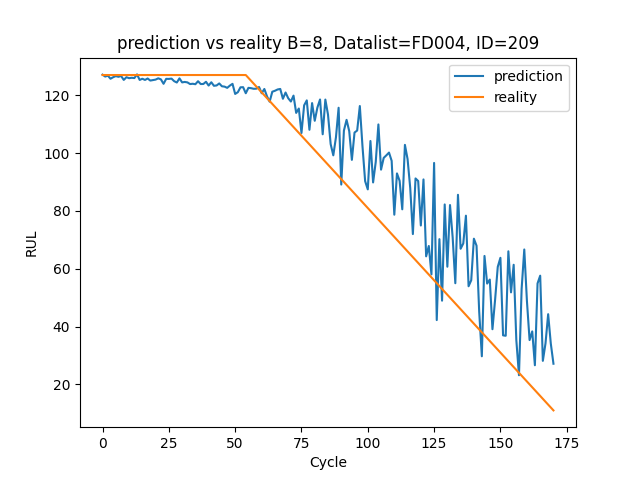 prediction vs reality B=8, Datalist=FD004, ID=209
prediction
reality
RUL
120
100
80
60
40
20
0 25 50 75 100 125 150 175
Cycle